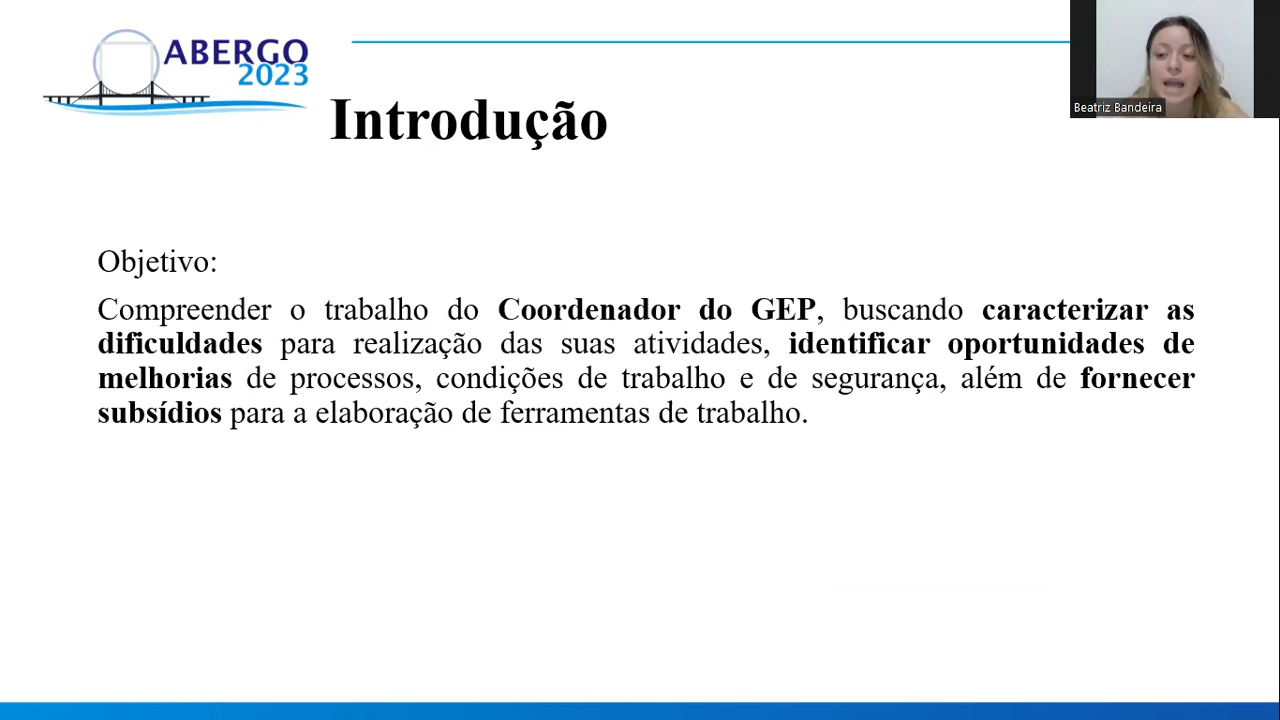 ABERGO
2023
Beatriz Bandeira
Introdução
Objetivo:
Compreender o trabalho do Coordenador do GEP, buscando caracterizar as
dificuldades para realização das suas atividades, identificar oportunidades de
melhorias de processos, condições de trabalho e de segurança, além de fornecer
subsídios para a elaboração de ferramentas de trabalho.